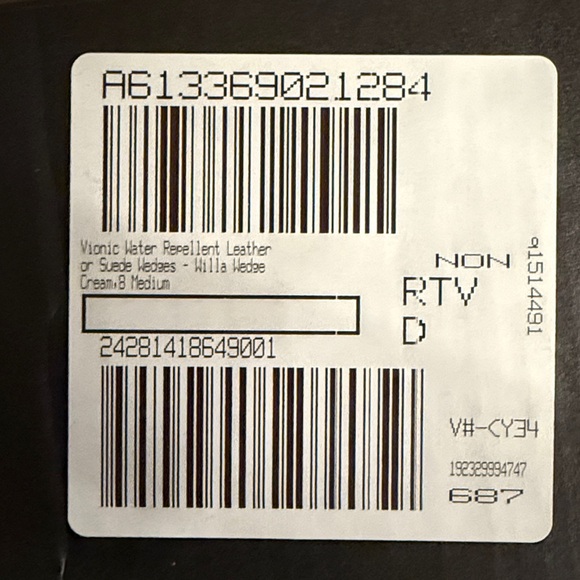 A613369021284
Vionic Water Repellent Leather
or Suede Wedges - Willa Wedge
Cream,8 Medium
24281418649001
NON
RTV
D
91514491
V#-CY34
192329994747
687